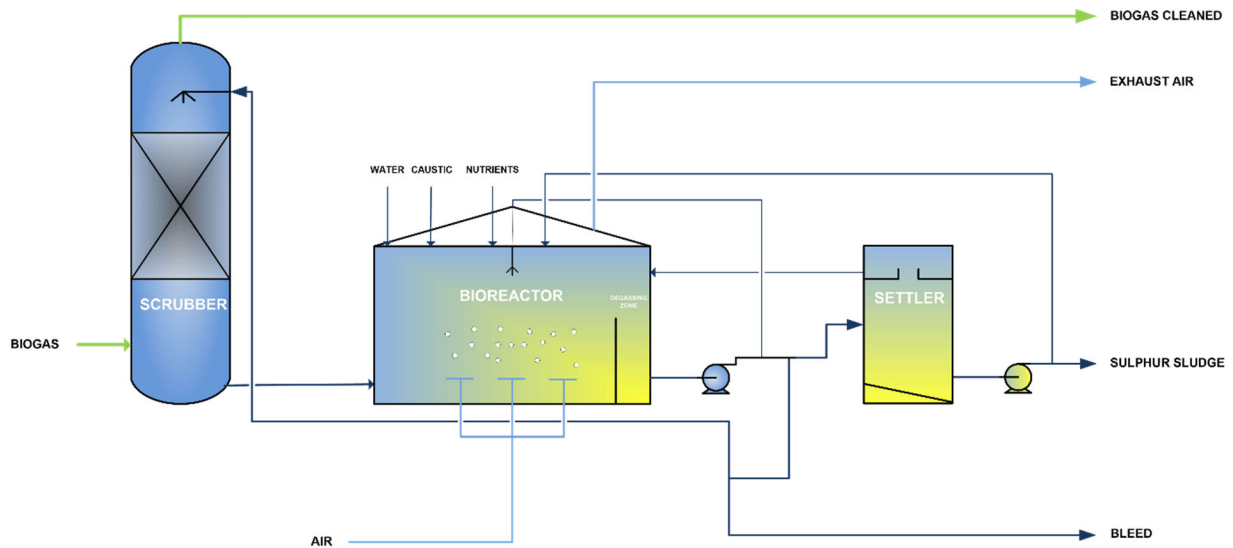 BIOGAS CLEANED
EXHAUST AIR
WATER CAUSTIC NUTRIENTS
BIOREACTOR
DEGASSING
ZONE
SETTLER
SCRUBBER
BIOGAS
SULPHUR SLUDGE
BLEED
AIR